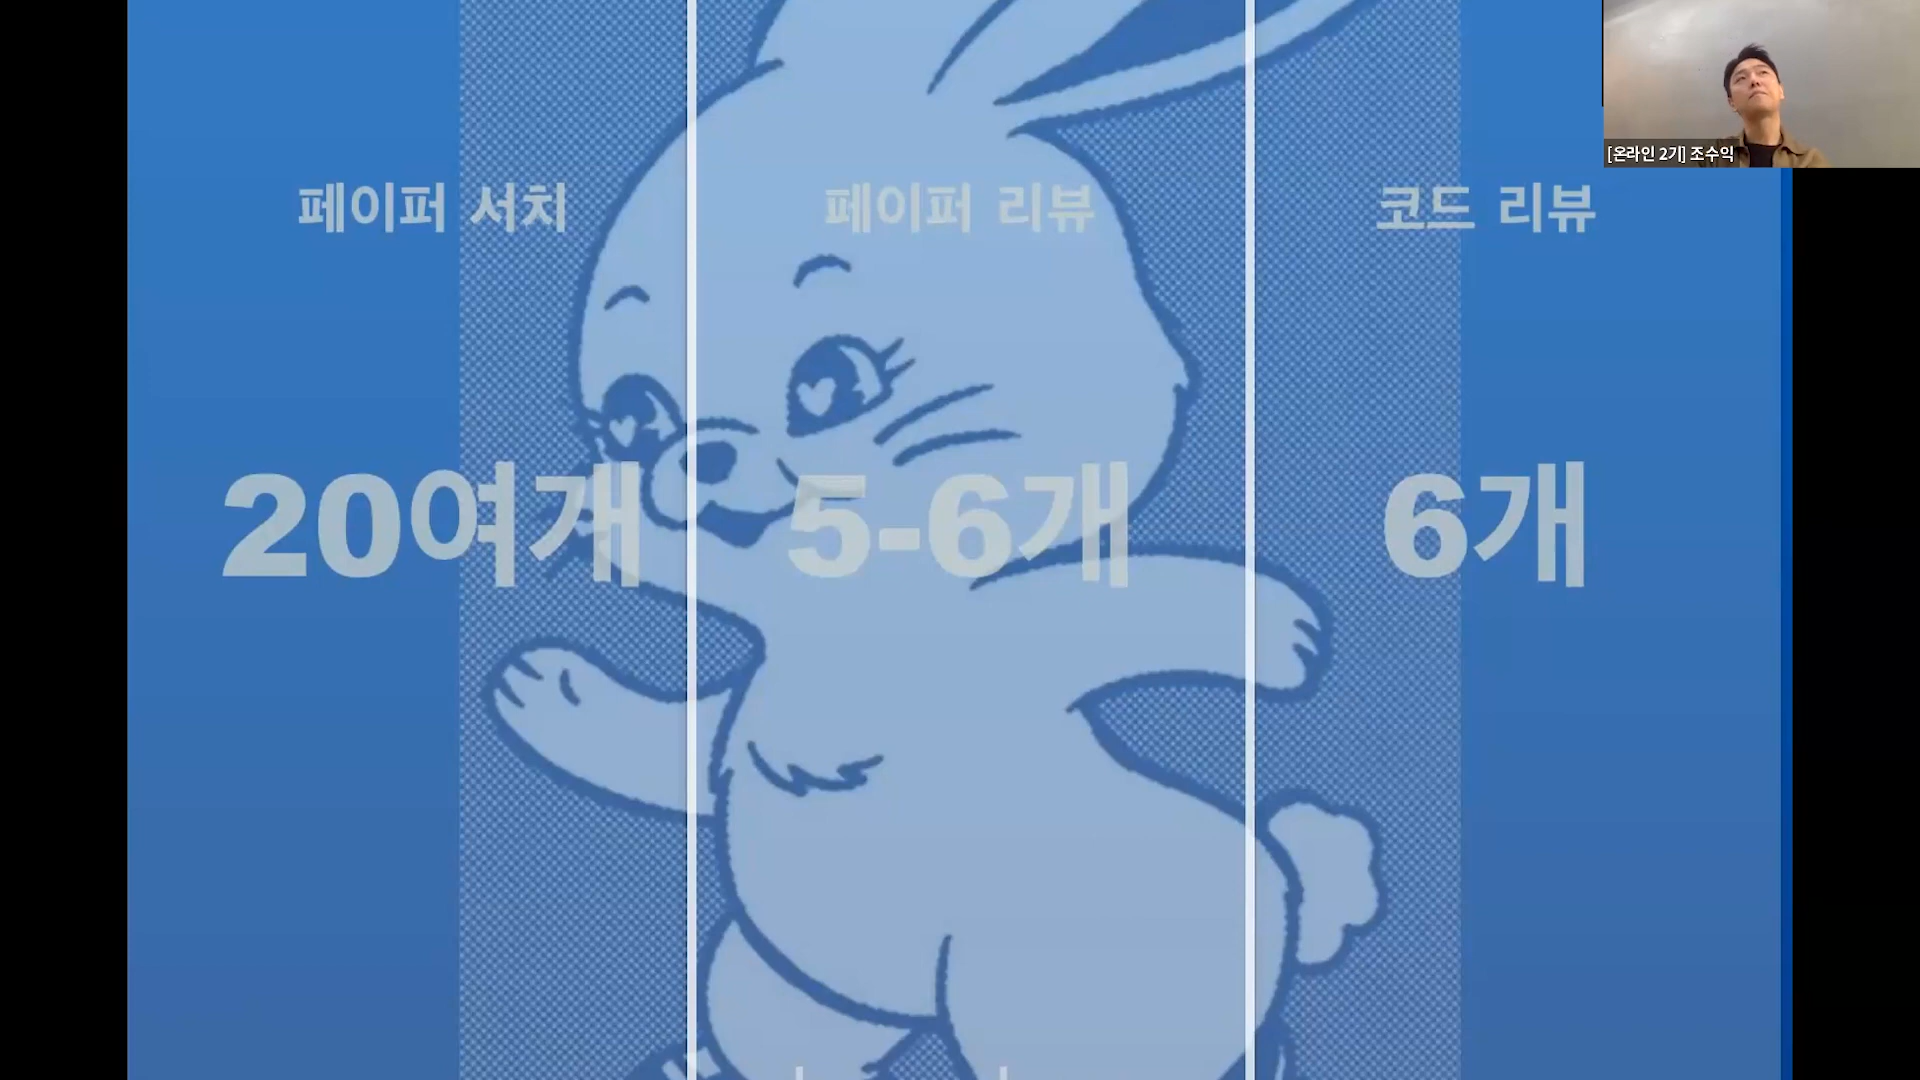 [온라인 2기] 조수익
페이퍼 서치
페이퍼 리뷰
코드 리뷰
20여개
5-6개
6개